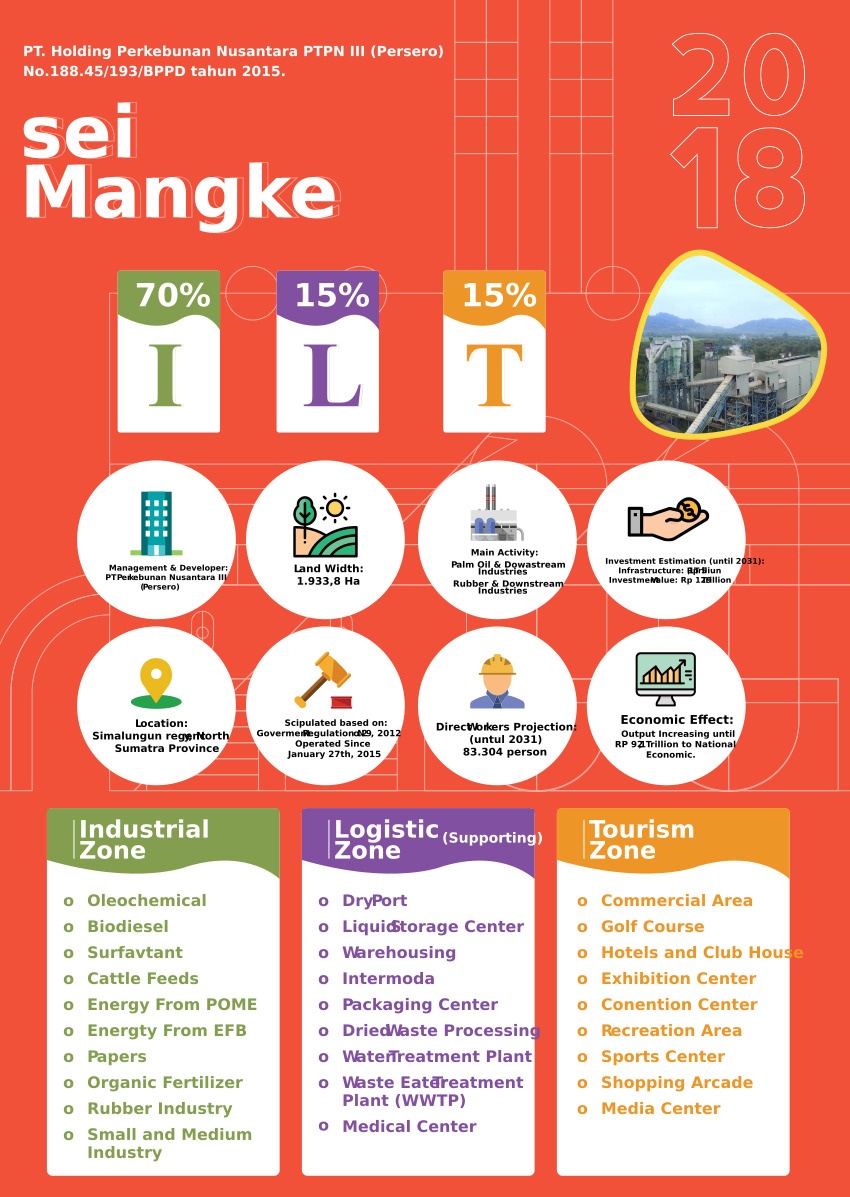 PT. Holding Perkebunan Nusantara PTPN III (Persero)
No.188.45/193/BPPD tahun 2015.
20
18
sei
Mangke
70%
I
15%
L
15%
T
Management & Developer:
PT Perkebunan Nusantara III
(Persero)
Land Width:
1.933,8 Ha
Main Activity:
Palm Oil & Dowastream
Industries
Rubber & Downstream
Industries
Investment Estimation (until 2031):
Infrastructure: Rp
Investment Value: Rp 129 Trillion
Location:
Simalungun regency, North
Sumatra Province
Scipulated based on:
Goverment Regulation o29, 2012
Operated Since
January 27th, 2015
Direct Workers Projection:
(untul 2031)
83.304 person
Economic Effect:
Output Increasing until
RP 92,1 Trillion to National
Economic.
Industrial
Zone
o Oleochemical
o Biodiesel
o Surfavtant
o Cattle Feeds
o Energy From POME
o Energty From EFB
o Papers
o Organic Fertilizer
o Rubber Industry
o Small and Medium
Industry
Logistic (Supporting)
Zone
o Dry Port
o Liquid Storage Center
o Warehousing
o Intermoda
o Packaging Center
o Dried Waste Processing
o Water Treatment Plant
o Waste Eater Treatment
Plant (WWTP)
o Medical Center
Tourism
Zone
o Commercial Area
o Golf Course
o Hotels and Club House
o Exhibition Center
o Conention Center
o Recreation Area
o Sports Center
o Shopping Arcade
o Media Center